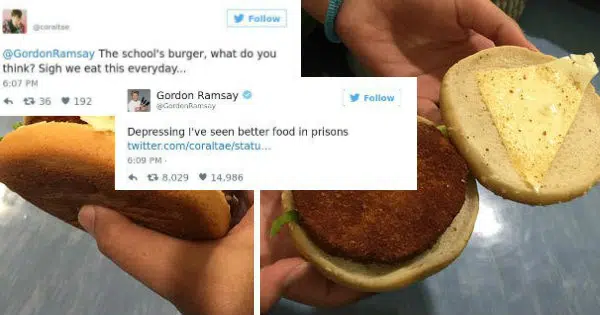 @coraltae
Follow
@GordonRamsay The school's burger, what do you
think? Sigh we eat this everyday...
6:07 PM
36 192
Gordon Ramsay
@GordonRamsay
Follow
Depressing I've seen better food in prisons
twitter.com/coraltae/statu...
6:09 PM ·
8,029 14,986